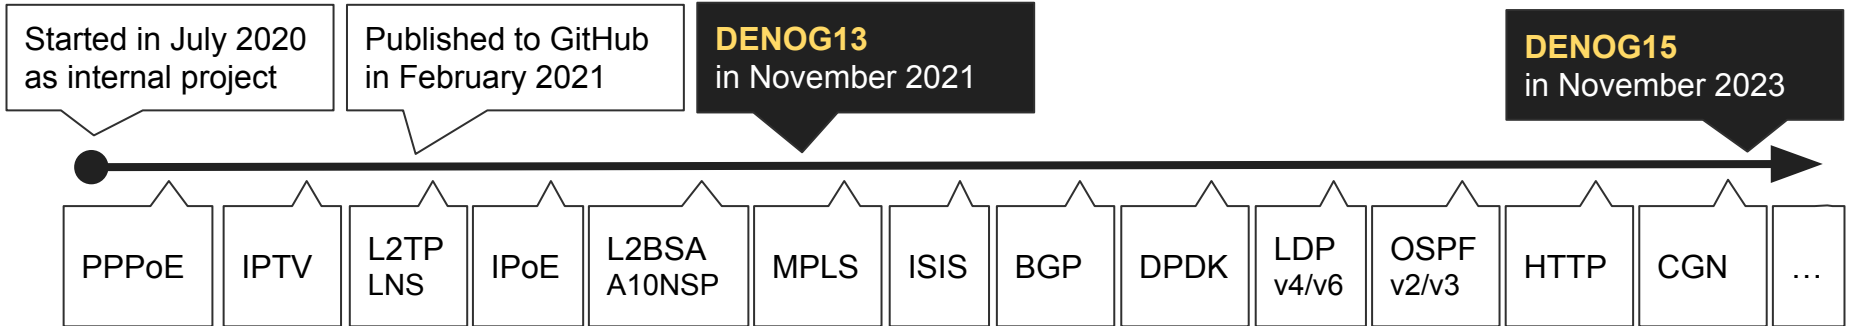 Started in July 2020
as internal project
Published to GitHub
in February 2021
DENOG13
in November 2021
DENOG15
in November 2023
PPPoE
IPTV
L2TP
LNS
IPoE
L2BSA
A10NSP
MPLS
ISIS
BGP
DPDK
LDP
v4/v6
OSPF
v2/v3
HTTP
CGN
…